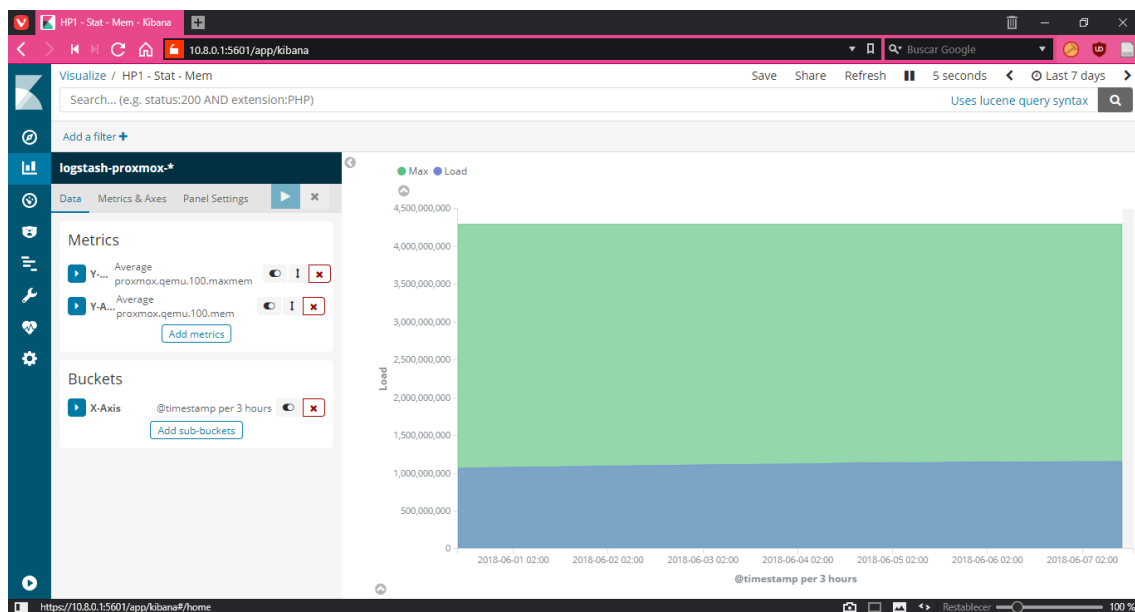 HP1 - Stat - Mem - Kibana
10.8.0.1:5601/app/kibana
Buscar Google
Visualize / HP1 - Stat - Mem
Save Share Refresh 5 seconds Last 7 days
Search... (e.g. status:200 AND extension:PHP)
Uses lucene query syntax
Add a filter
logstash-proxmox-*
Data Metrics & Axes Panel Settings
Metrics
Y-... Average
proxmox.qemu.100.maxmem
Y-A... Average
proxmox.qemu.100.mem
Add metrics
Buckets
X-Axis @timestamp per 3 hours
Add sub-buckets
Max Load
4,500,000,000
4,000,000,000
3,500,000,000
3,000,000,000
2,500,000,000
2,000,000,000
1,500,000,000
1,000,000,000
500,000,000
0
Load
2018-06-01 02:00 2018-06-02 02:00 2018-06-03 02:00 2018-06-04 02:00 2018-06-05 02:00 2018-06-06 02:00 2018-06-07 02:00
@timestamp per 3 hours
https://10.8.0.1:5601/app/kibana#/home
Restablecer
100 %